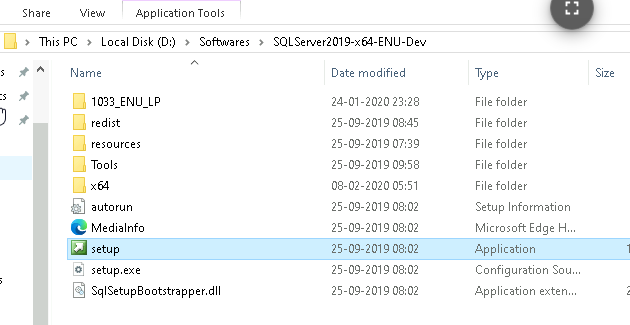 Share View Application Tools
This PC > Local Disk (D:) > Softwares > SQLServer2019-x64-ENU-Dev
Name Date modified Type Size
1033_ENU_LP 24-01-2020 23:28 File folder
redist 25-09-2019 08:45 File folder
resources 25-09-2019 07:39 File folder
Tools 25-09-2019 09:58 File folder
x64 08-02-2020 05:51 File folder
autorun 25-09-2019 08:02 Setup Information
MediaInfo 25-09-2019 08:02 Microsoft Edge H...
setup 25-09-2019 08:02 Application
setup.exe 25-09-2019 08:02 Configuration Sou...
SqlSetupBootstrapper.dll 25-09-2019 08:02 Application exten...